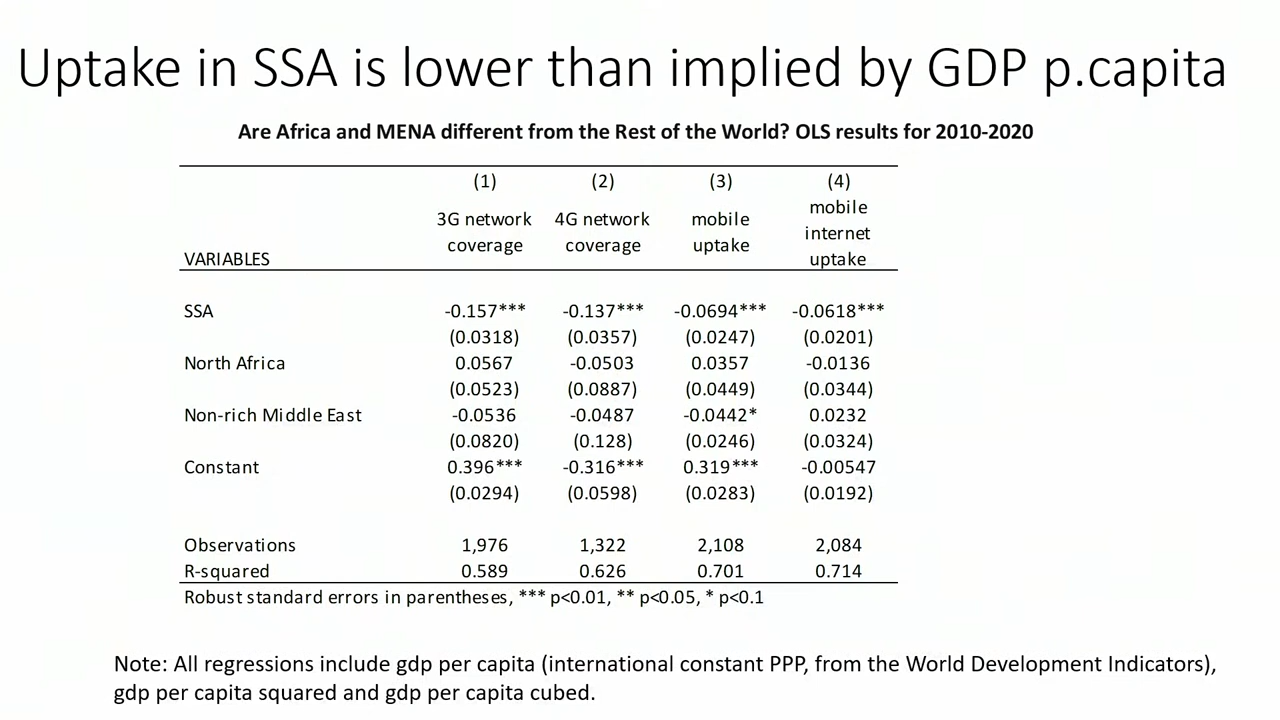 Uptake in SSA is lower than implied by GDP p.capita
Are Africa and MENA different from the Rest of the World? OLS results for 2010-2020
(1) (2) (3) (4)
VARIABLES 3G network coverage 4G network coverage mobile uptake mobile internet uptake
SSA -0.157*** -0.137*** -0.0694*** -0.0618***
(0.0318) (0.0357) (0.0247) (0.0201)
North Africa 0.0567 -0.0503 0.0357 -0.0136
(0.0523) (0.0887) (0.0449) (0.0344)
Non-rich Middle East -0.0536 -0.0487 -0.0442* 0.0232
(0.0820) (0.128) (0.0246) (0.0324)
Constant 0.396*** -0.316*** 0.319*** -0.00547
(0.0294) (0.0598) (0.0283) (0.0192)
Observations 1,976 1,322 2,108 2,084
R-squared 0.589 0.626 0.701 0.714
Robust standard errors in parentheses, *** p<0.01, ** p<0.05, * p<0.1
Note: All regressions include gdp per capita (international constant PPP, from the World Development Indicators),
gdp per capita squared and gdp per capita cubed.